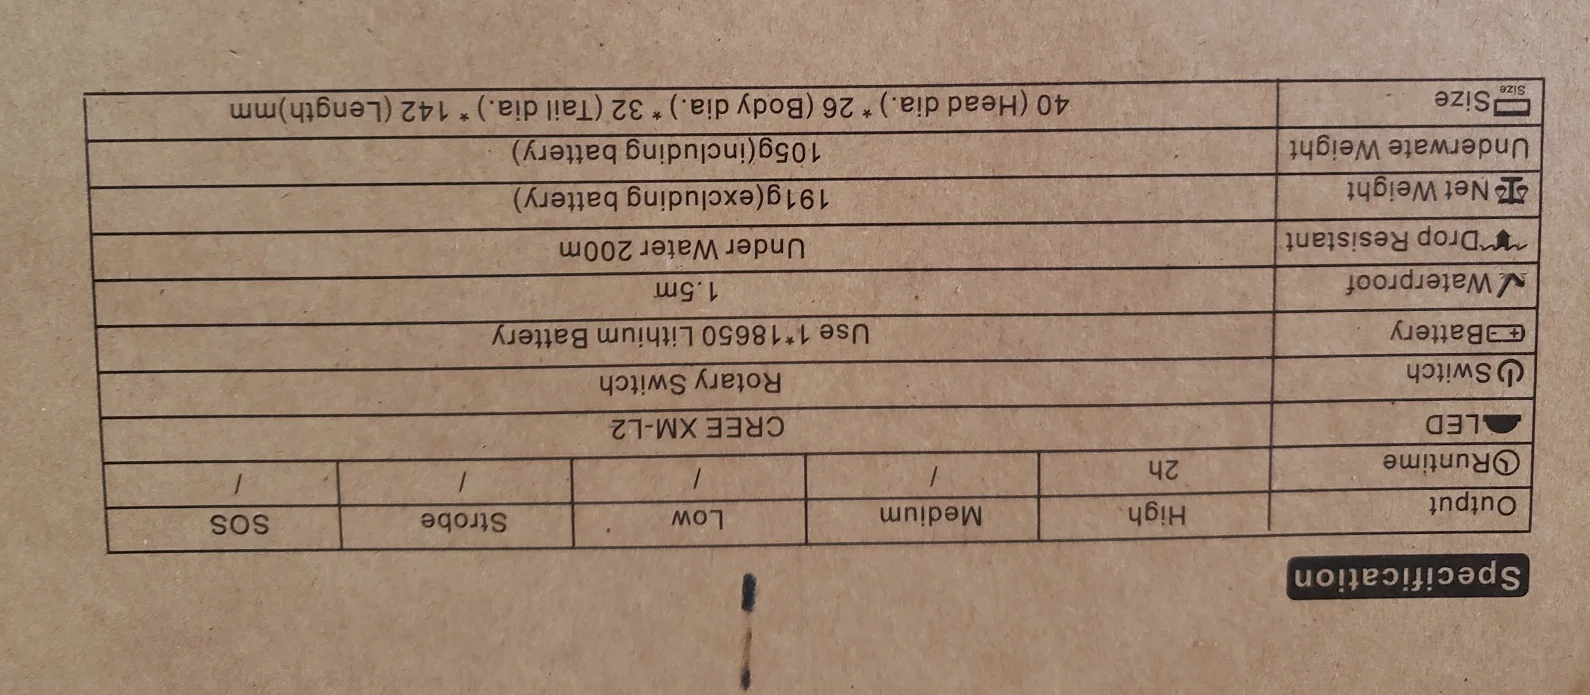 Specification
Output High Medium Low Strobe SOS
Runtime 2h / / / /
LED CREE XM-L2
Switch Rotary Switch
Battery Use 1*18650 Lithium Battery
Waterproof 1.5m
Drop Resistant Under Water 200m
Net Weight 191g(excluding battery)
Underwate Weight 105g(including battery)
Size Size 40 (Head dia.) * 26 (Body dia.) * 32 (Tail dia.) * 142 (Length)mm